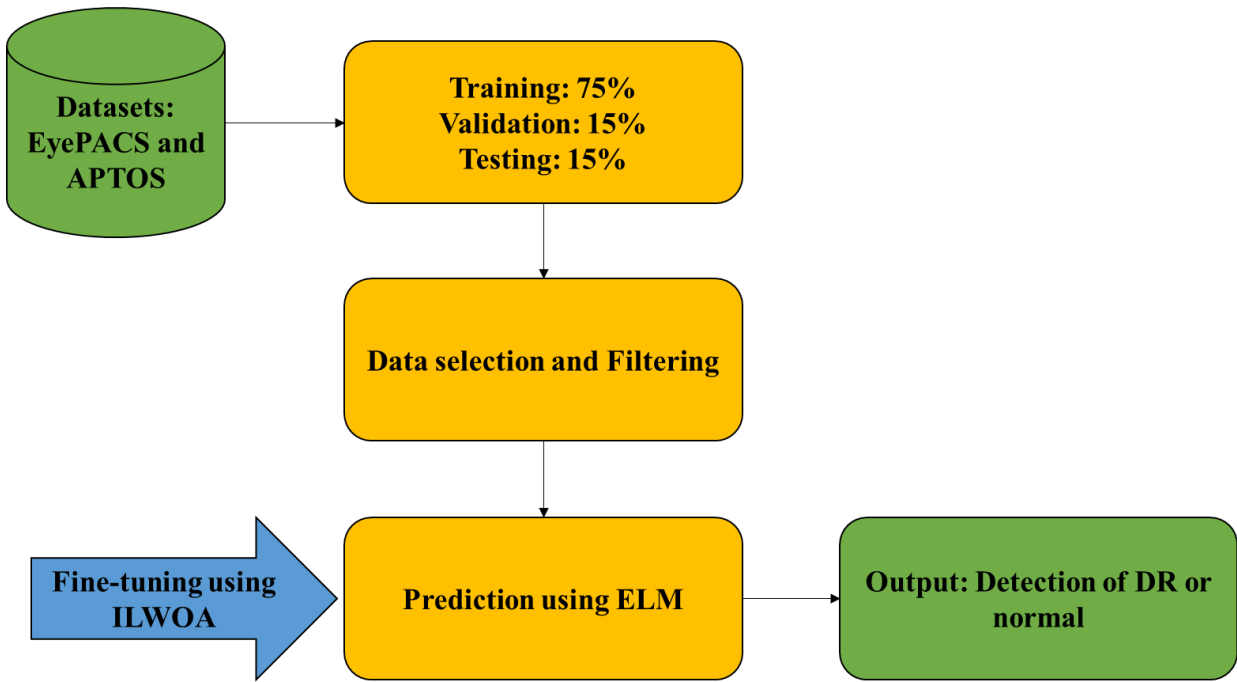 Datasets:
EyePACS and
APTOS
Training: 75%
Validation: 15%
Testing: 15%
Data selection and Filtering
Fine-tuning using
ILWOA
Prediction using ELM
Output: Detection of DR or
normal